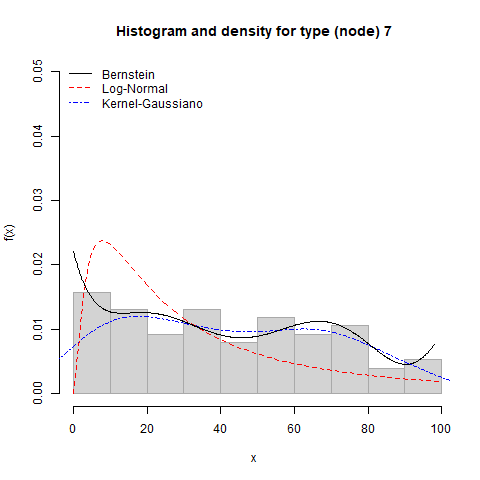 Histogram and density for type (node) 7
Bernstein
Log-Normal
Kernel-Gaussiano
f(x)
0.05
0.04
0.03
0.02
0.01
0.00
0 20 40 60 80 100
x